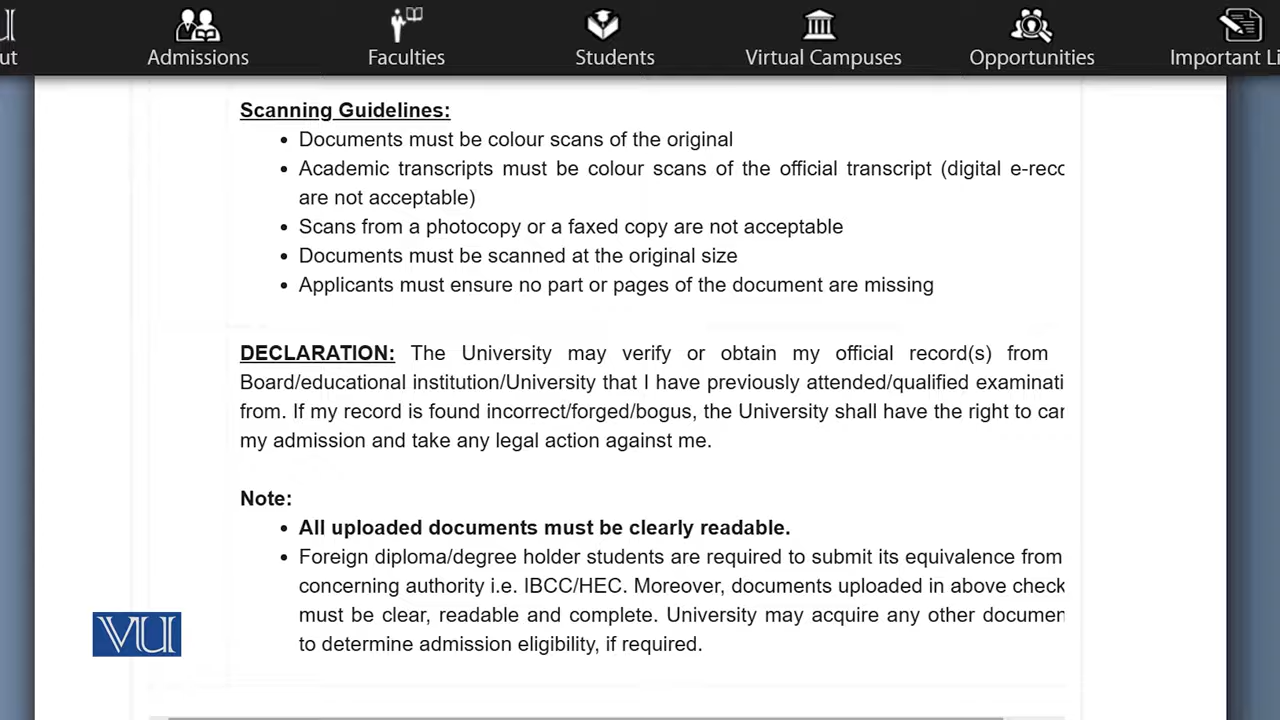 Admissions
Faculties
Students
Virtual Campuses
Opportunities
Important
Scanning Guidelines:
• Documents must be colour scans of the original
• Academic transcripts must be colour scans of the official transcript (digital
are not acceptable)
• Scans from a photocopy or a faxed copy are not acceptable
• Documents must be scanned at the original size
• Applicants must ensure no part or pages of the document are missing
DECLARATION: The University may verify or obtain my official record(s) from
Board/educational institution/University that I have previously attended/qualified
from. If my record is found incorrect/forged/bogus, the University shall have the right to
my admission and take any legal action against me.
Note:
• All uploaded documents must be clearly readable.
• Foreign diploma/degree holder students are required to submit its equivalence from
concerning authority i.e. IBCC/HEC. Moreover, documents uploaded in above
must be clear, readable and complete. University may acquire any other
to determine admission eligibility, if required.
VU